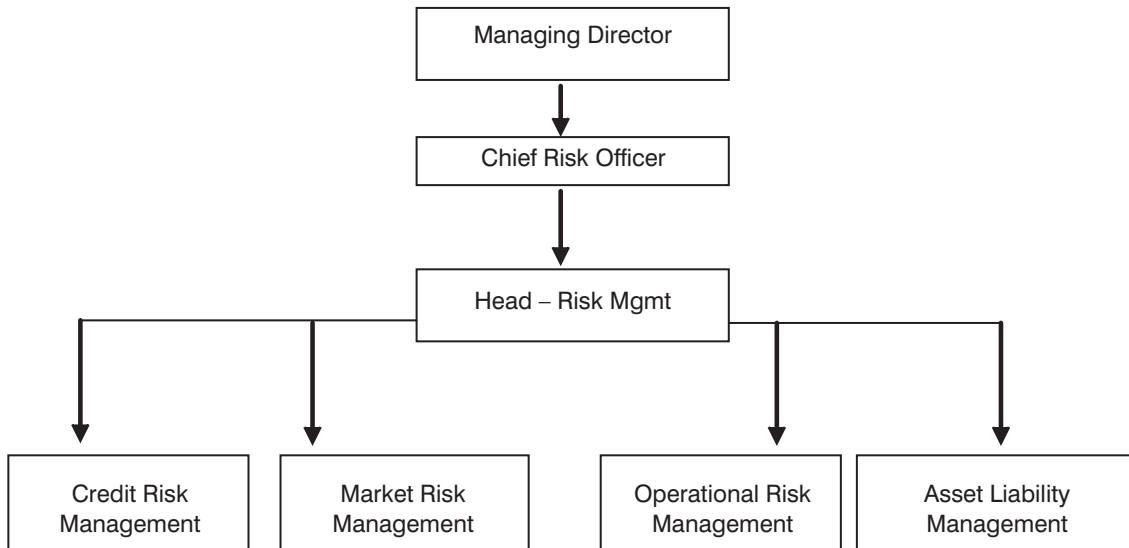 Managing Director
Chief Risk Officer
Head – Risk Mgmt
Credit Risk
Management
Market Risk
Management
Operational Risk
Management
Asset Liability
Management